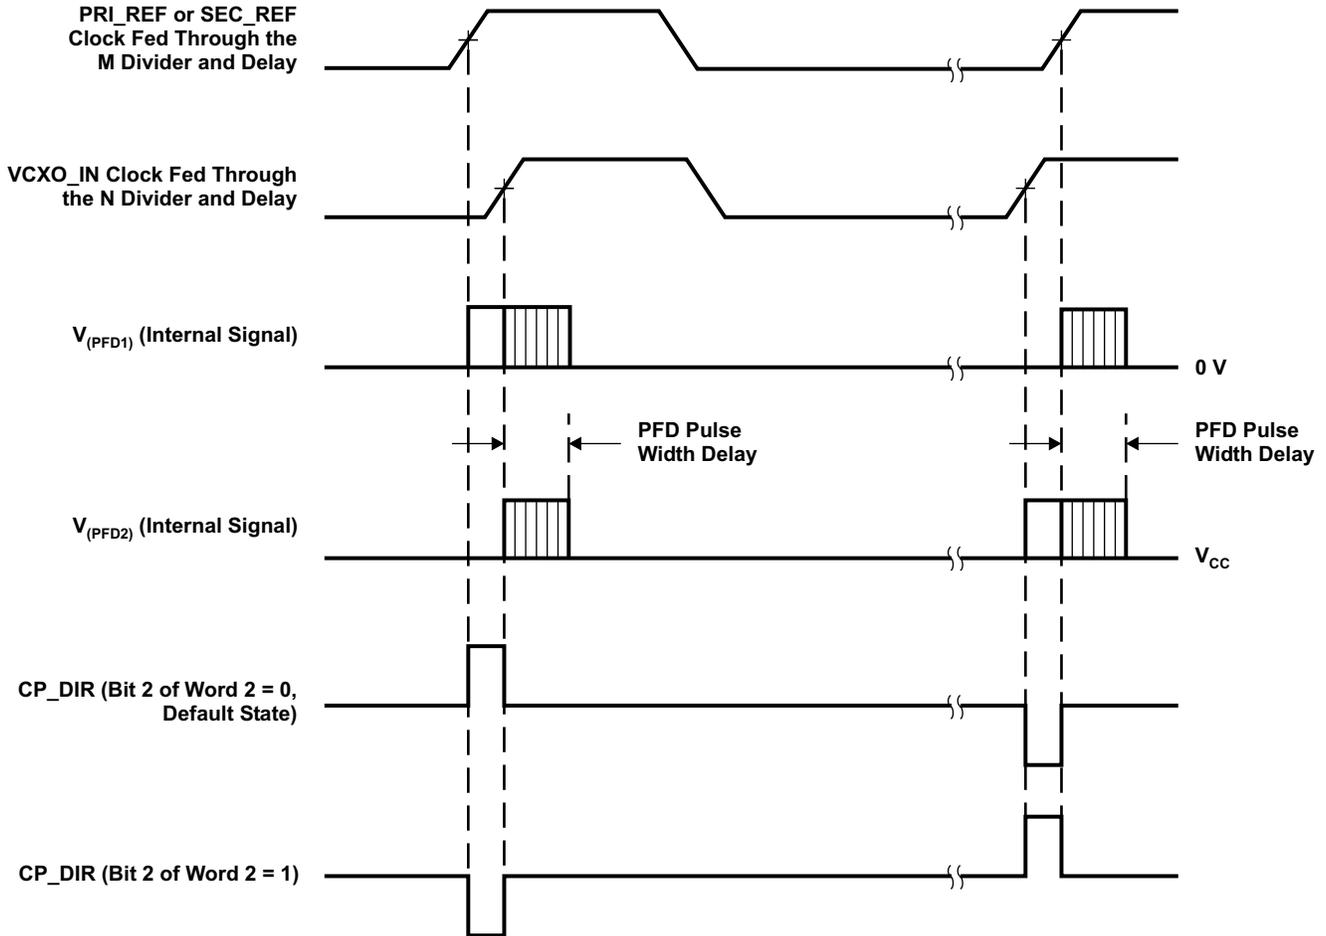 PRI_REF or SEC_REF
Clock Fed Through the
M Divider and Delay
VCXO_IN Clock Fed Through
the N Divider and Delay
V(PFD1) (Internal Signal)
0 V
PFD Pulse
Width Delay
PFD Pulse
Width Delay
V(PFD2) (Internal Signal)
VCC
CP_DIR (Bit 2 of Word 2 = 0,
Default State)
CP_DIR (Bit 2 of Word 2 = 1)